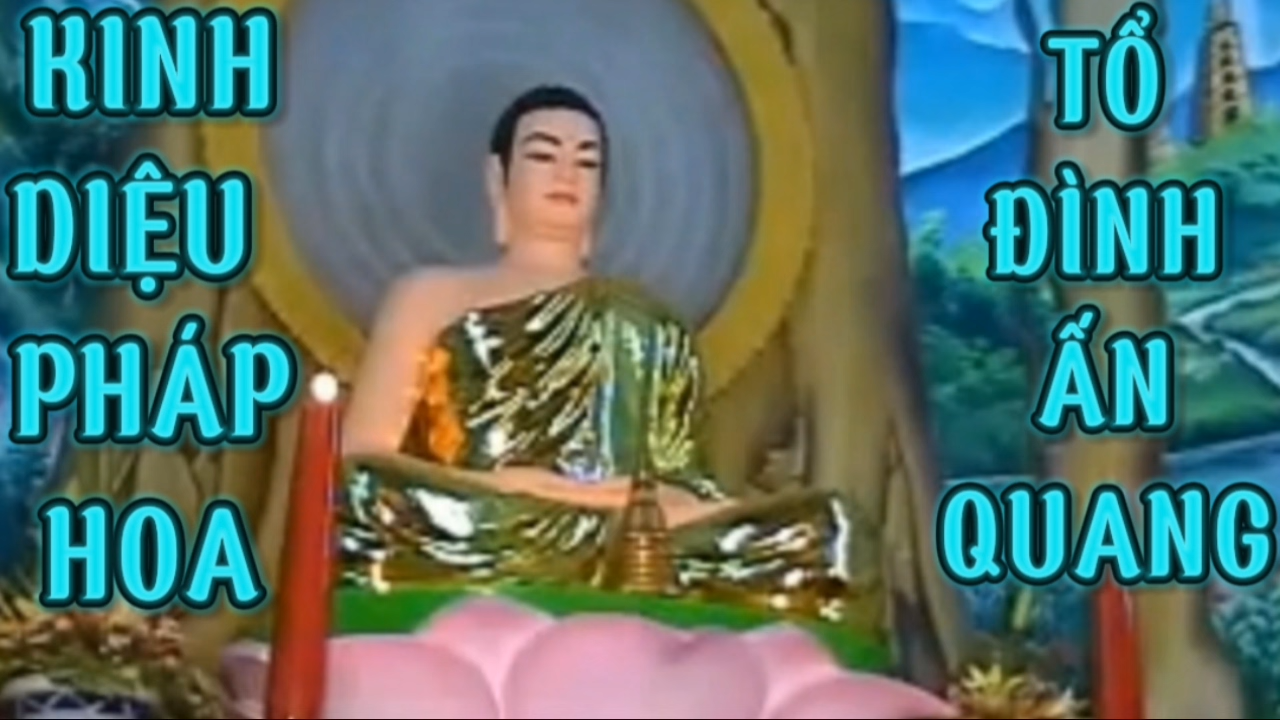 KINH
DIỆU
PHÁP
HOA
TỔ
ĐÌNH
ẤN
QUANG